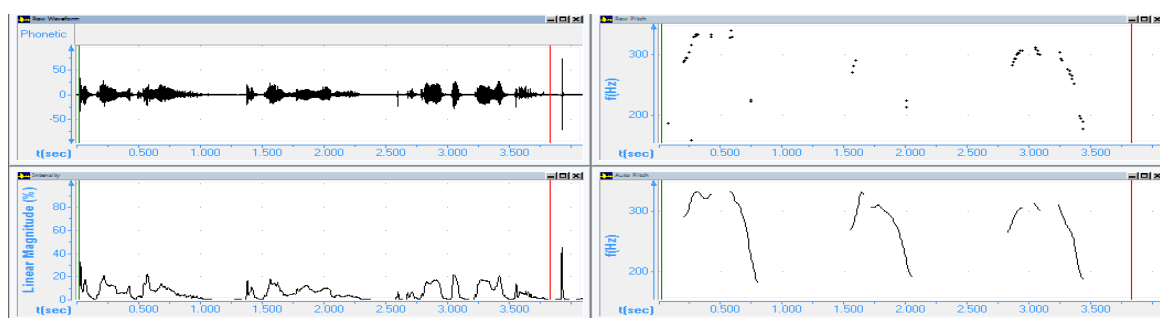 Raw Waveform
Phonetic
50
0
-50
t(sec) 0.500 1.000 1.500 2.000 2.500 3.000 3.500
Raw Pitch
f(Hz)
300
200
t(sec) 0.500 1.000 1.500 2.000 2.500 3.000 3.500
Intensity
Linear Magnitude (%)
80
60
40
20
0
t(sec) 0.500 1.000 1.500 2.000 2.500 3.000 3.500
Auto Pitch
f(Hz)
300
200
t(sec) 0.500 1.000 1.500 2.000 2.500 3.000 3.500